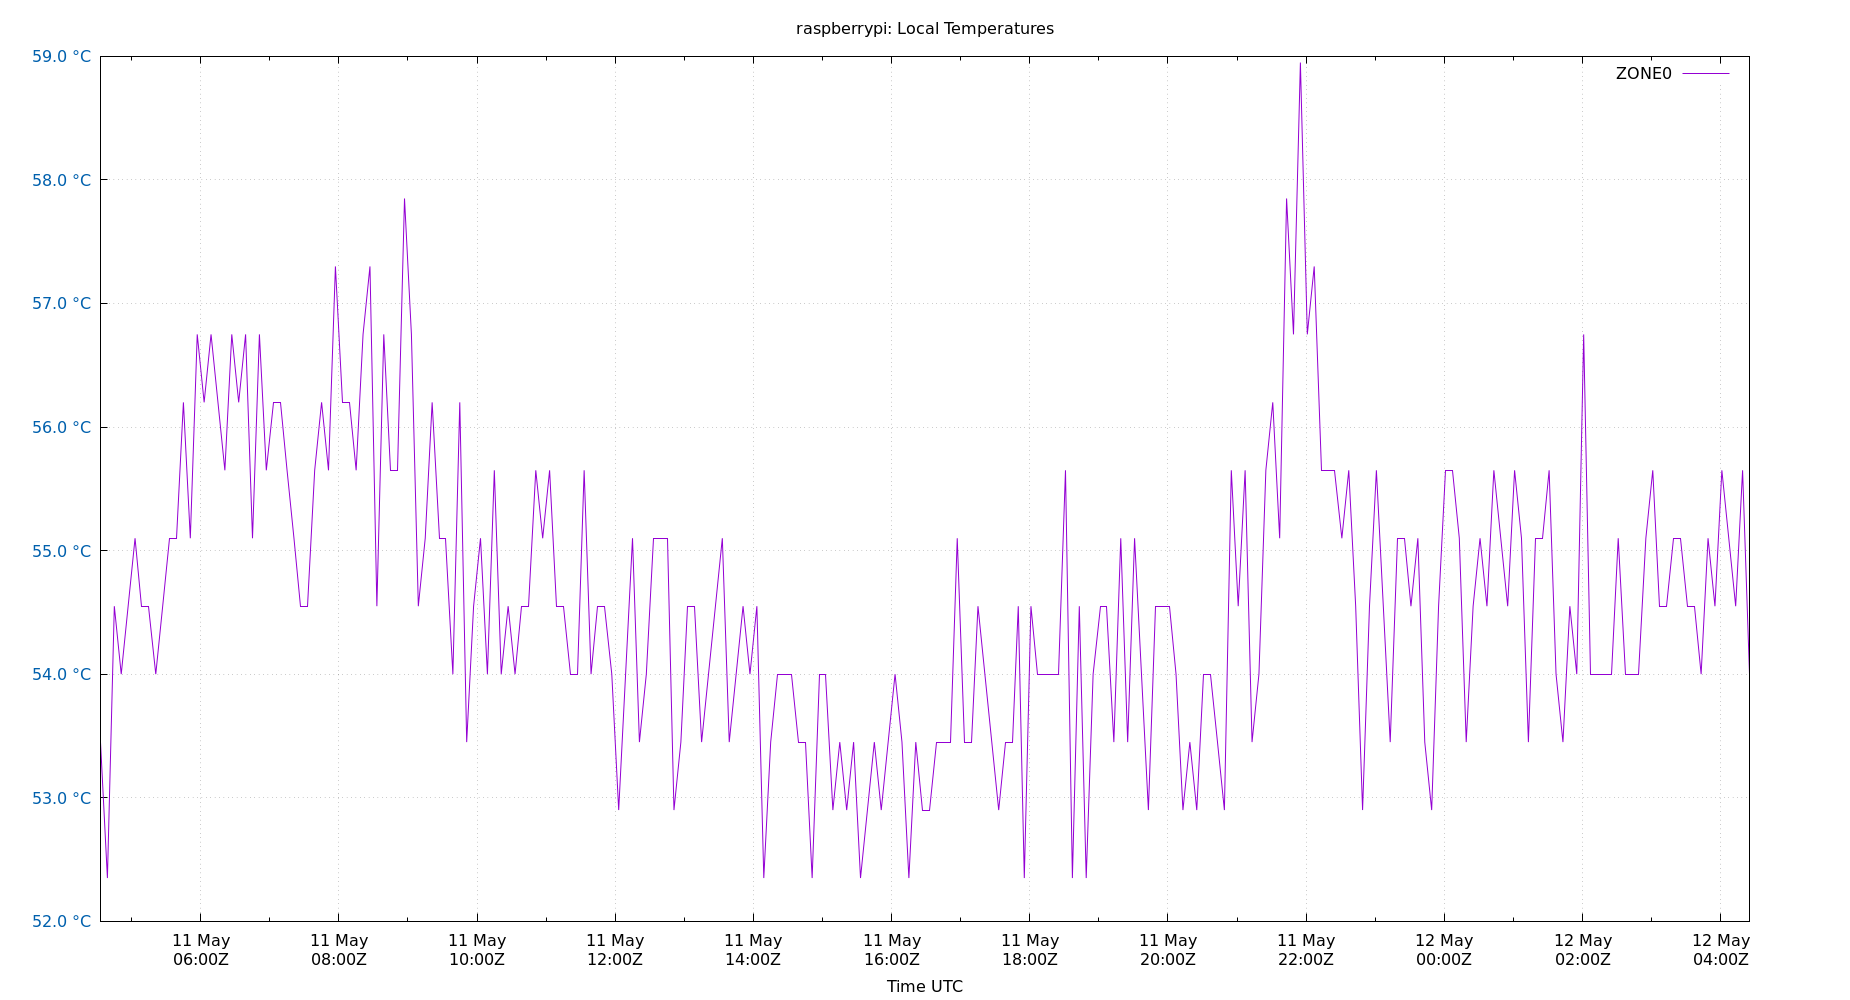 raspberrypi: Local Temperatures
59.0 °C
ZONE0
58.0 °C
57.0 °C
56.0 °C
55.0 °C
54.0 °C
53.0 °C
52.0 °C
11 May 11 May 11 May 11 May 11 May 11 May 11 May 11 May 11 May 12 May 12 May 12 May
06:00Z 08:00Z 10:00Z 12:00Z 14:00Z 16:00Z 18:00Z 20:00Z 22:00Z 00:00Z 02:00Z 04:00Z
Time UTC